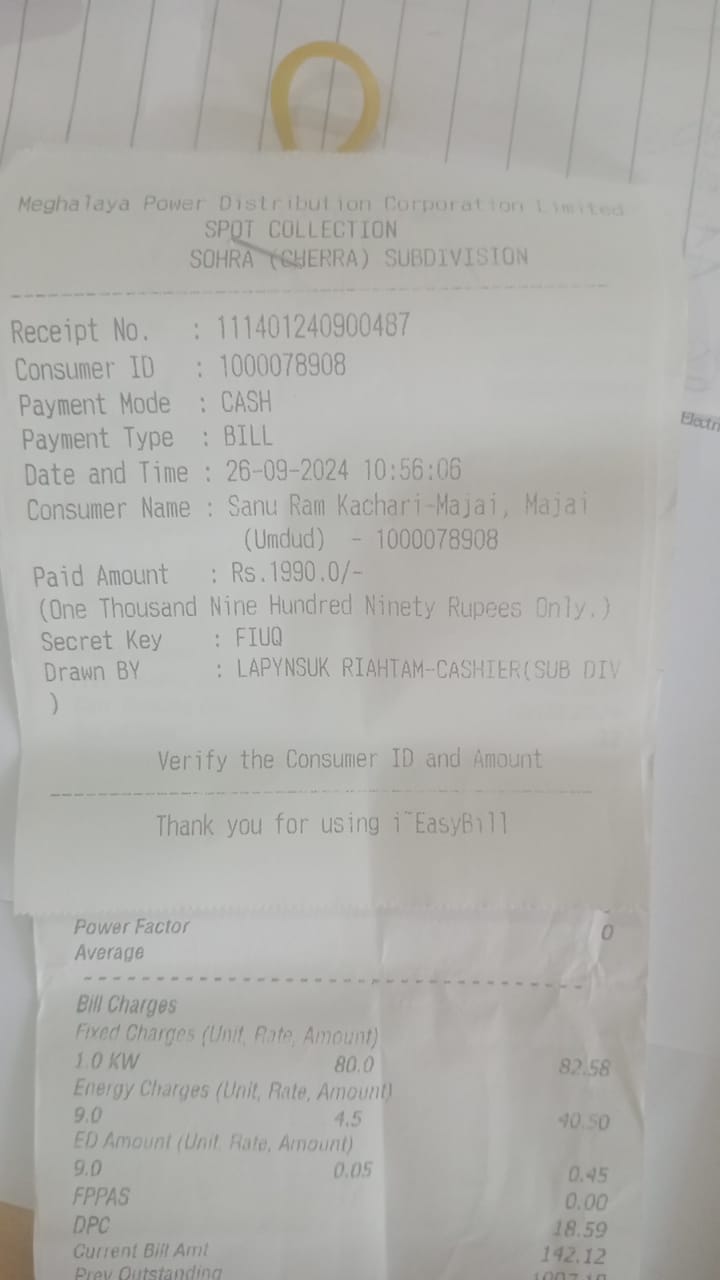 Meghalaya Power Distribution Corporation Limited
SPOT COLLECTION
SOHRA (CHERRA) SUBDIVISION
Receipt No. : 111401240900487
Consumer ID : 1000078908
Payment Mode : CASH
Payment Type : BILL
Date and Time : 26-09-2024 10:56:06
Consumer Name : Sanu Ram Kachari-Majai, Majai
(Umdud) - 1000078908
Paid Amount : Rs.1990.0/-
(One Thousand Nine Hundred Ninety Rupees Only.)
Secret Key : FIUQ
Drawn BY : LAPYNSUK RIAHTAM-CASHIER(SUB DIV
)
Verify the Consumer ID and Amount
Thank you for using i~EasyBill
Power Factor 0
Average
Bill Charges
Fixed Charges (Unit, Rate, Amount)
1.0 KW 80.0 82.58
Energy Charges (Unit, Rate, Amount)
9.0 4.5 40.50
ED Amount (Unit, Rate, Amount)
9.0 0.05 0.45
FPPAS 0.00
DPC 18.59
Current Bill Amt 142.12
Prev Outstanding